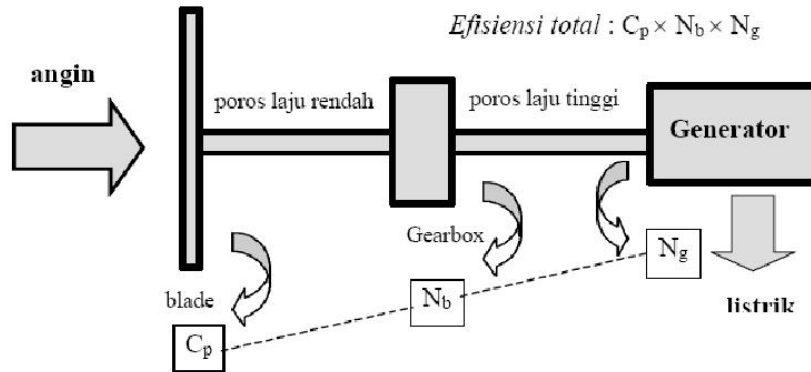 Efisiensi total : Cp × Nb × Ng
angin
poros laju rendah
poros laju tinggi
Generator
Gearbox
Ng
blade
Nb
listrik
Cp